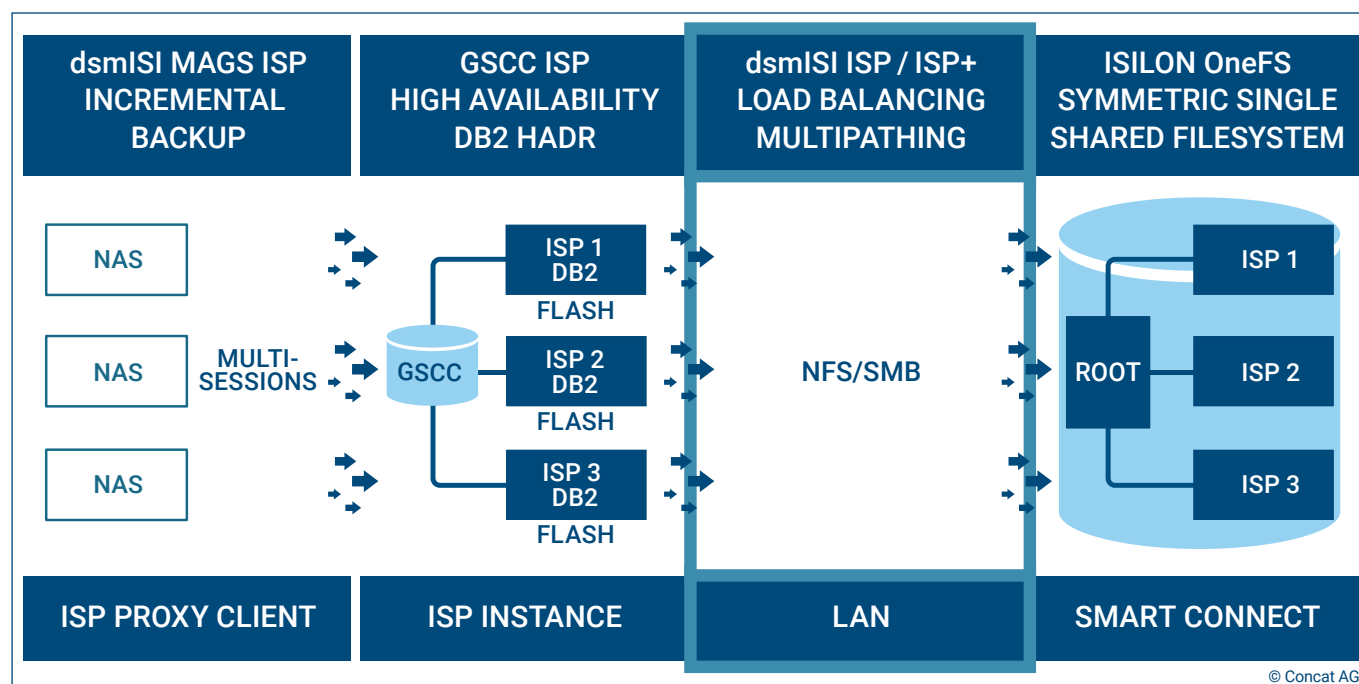 dsmISI MAGS ISP
INCREMENTAL
BACKUP
GSCC ISP
HIGH AVAILABILITY
DB2 HADR
dsmISI ISP / ISP+
LOAD BALANCING
MULTIPATHING
ISILON OneFS
SYMMETRIC SINGLE
SHARED FILESYSTEM
NAS
NAS
NAS
MULTI-
SESSIONS
GSCC
ISP 1
DB2
FLASH
ISP 2
DB2
FLASH
ISP 3
DB2
FLASH
NFS/SMB
ROOT
ISP 1
ISP 2
ISP 3
ISP PROXY CLIENT
ISP INSTANCE
LAN
SMART CONNECT
© Concat AG